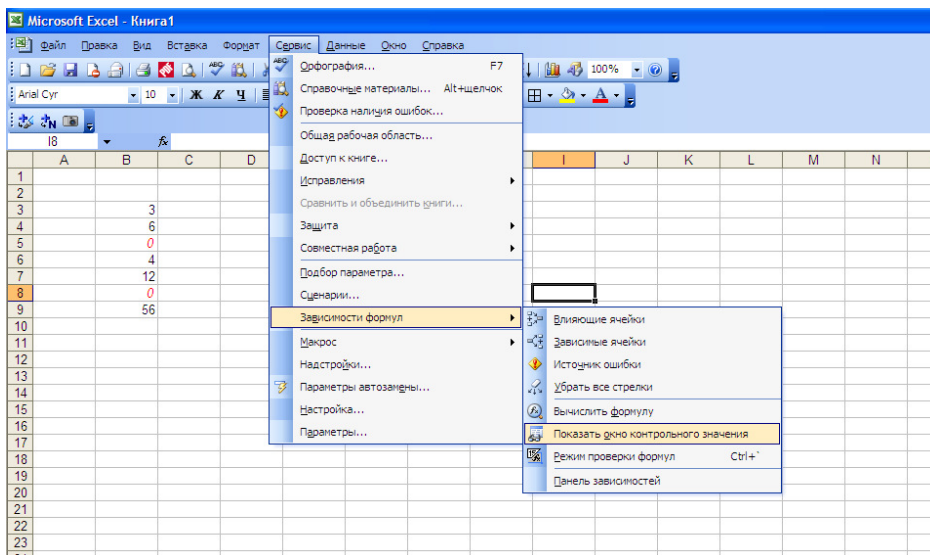 Microsoft Excel - Книга1
Файл Правка Вид Вставка Формат Сервис Данные Окно Справка
100%
Arial Cyr 10 Ж К Ч
I8 fx
Орфография... F7
Справочные материалы... Alt+щелчок
Проверка наличия ошибок...
Общая рабочая область...
Доступ к книге...
Исправления
Сравнить и объединить книги...
Защита
Совместная работа
Подбор параметра...
Сценарии...
Зависимости формул
Макрос
Надстройки...
Параметры автозамены...
Настройка...
Параметры...
Влияющие ячейки
Зависимые ячейки
Источник ошибки
Убрать все стрелки
Вычислить формулу
Показать окно контрольного значения
Режим проверки формул Ctrl+`
Панель зависимостей
A B C D I J K L M N
1
2
3 3
4 6
5 0
6 4
7 12
8 0
9 56
10
11
12
13
14
15
16
17
18
19
20
21
22
23